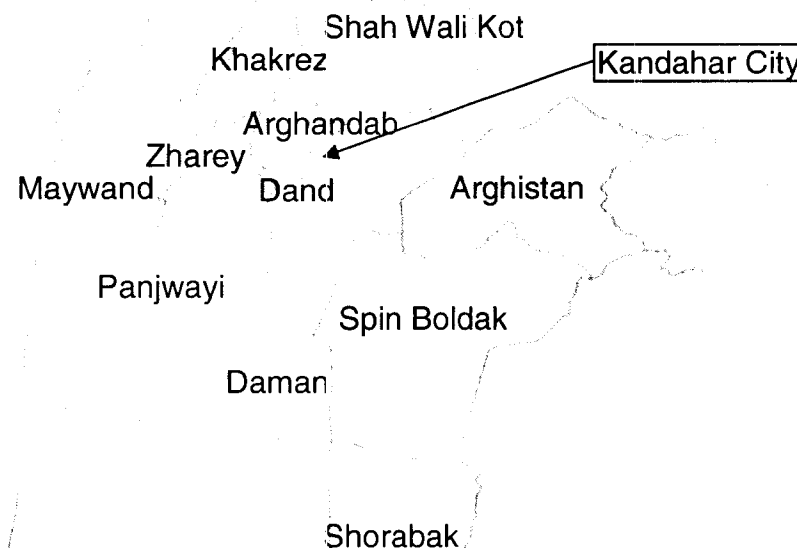 Shah Wali Kot
Khakrez
Kandahar City
Arghandab
Zharey
Maywand
Dand
Arghistan
Panjwayi
Spin Boldak
Daman
Shorabak